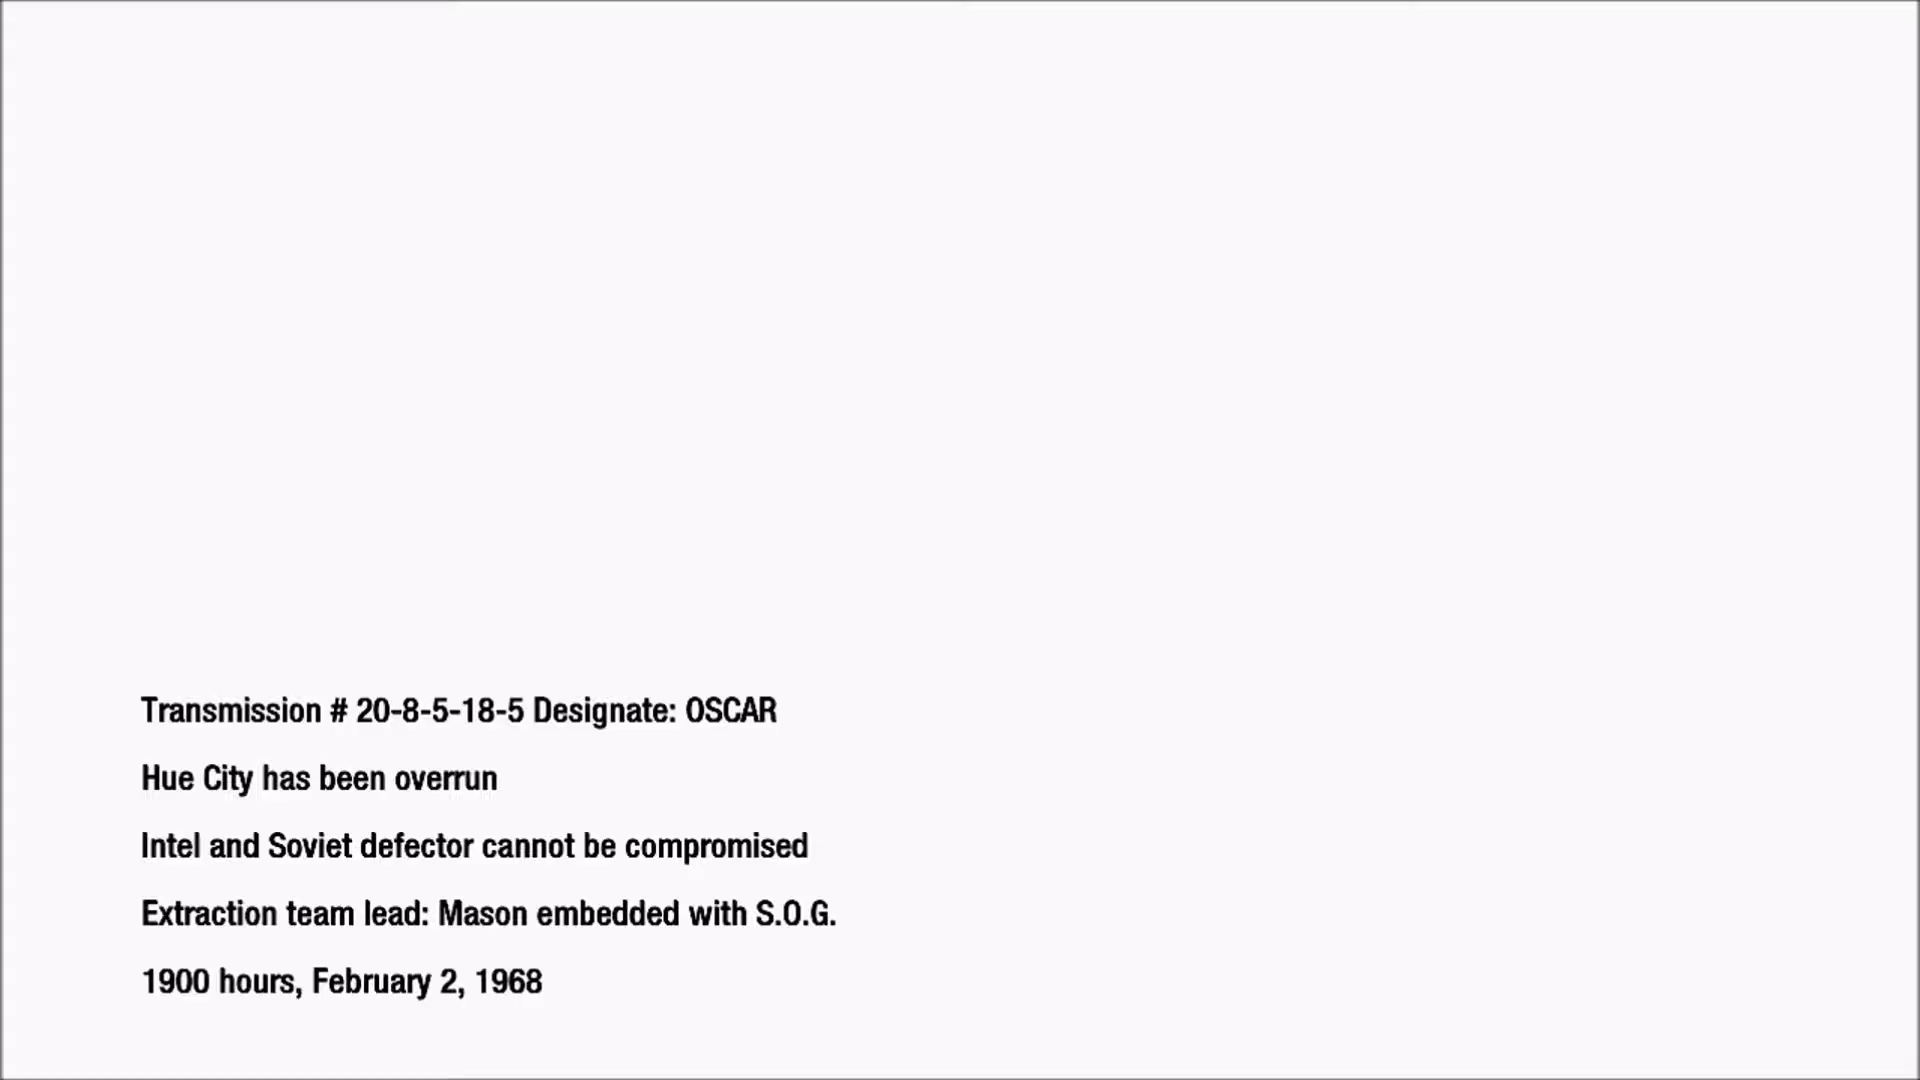 Transmission # 20-8-5-18-5 Designate: OSCAR
Hue City has been overrun
Intel and Soviet defector cannot be compromised
Extraction team lead: Mason embedded with S.O.G.
1900 hours, February 2, 1968